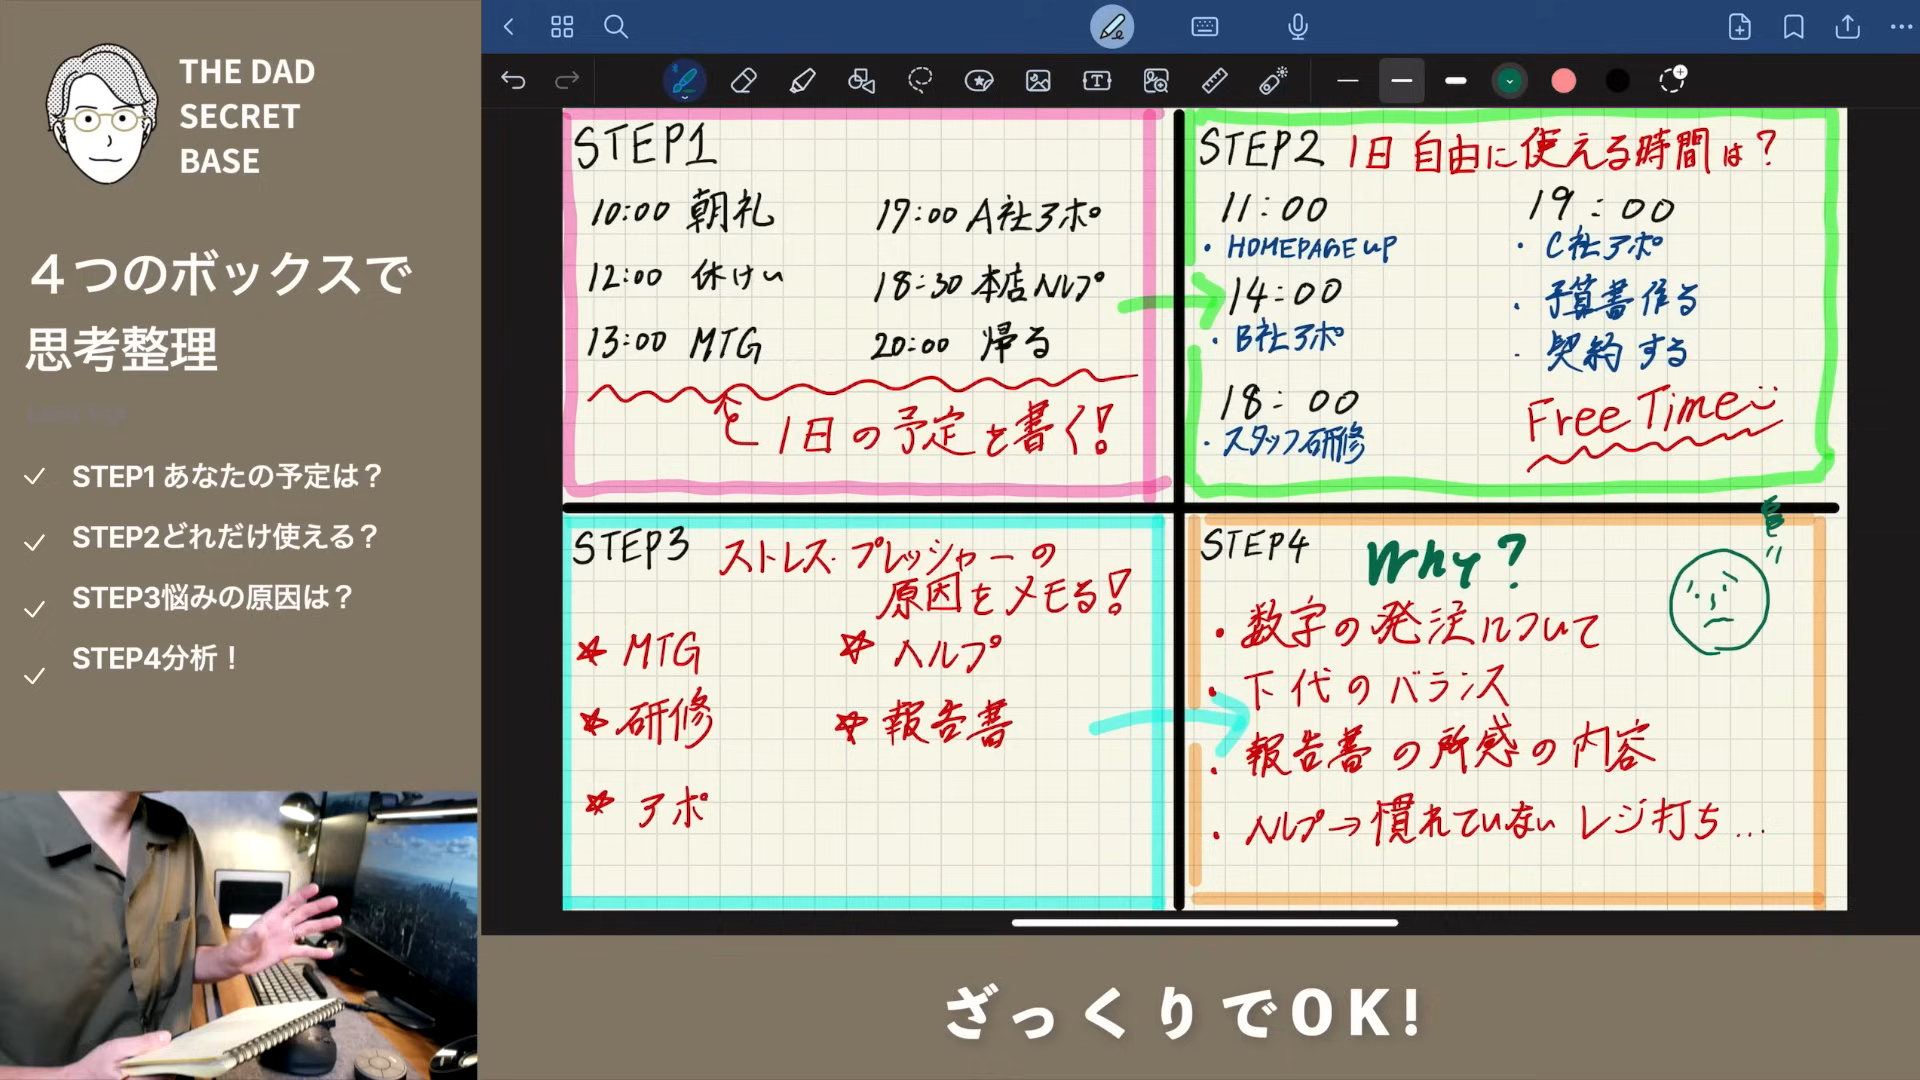 THE DAD
SECRET
BASE
４つのボックスで
思考整理
STEP1 あなたの予定は？
STEP2どれだけ使える？
STEP3悩みの原因は？
STEP4分析！
STEP1
10:00 朝礼
12:00 休けい
13:00 MTG
17:00 A社アポ
18:30 本店ヘルプ
20:00 帰る
1日の予定を書く!
STEP2 1日自由に使える時間は?
11:00
・HOMEPAGE UP
14:00
・B社アポ
18:00
・スタッフ研修
19:00
・C社アポ
・予算書作る
・契約する
Free Time
STEP3 ストレス・プレッシャーの
原因をメモる!
☆ MTG
☆ 研修
☆ アポ
☆ ヘルプ
☆ 報告書
STEP4 Why?
・数字の発注について
・下代のバランス
・報告書の所感の内容
・ヘルプ→慣れていないレジ打ち...
ざっくりでOK!